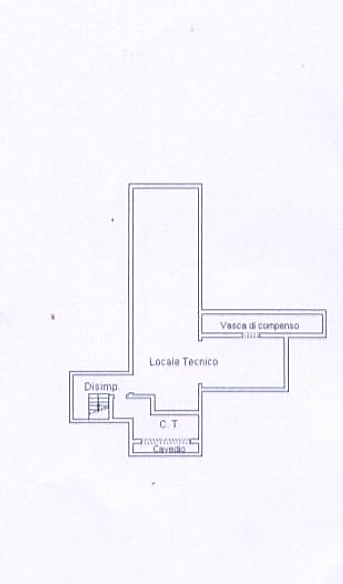 Vasca di compenso
Locale Tecnico
Disimp.
C. T.
Cavedio